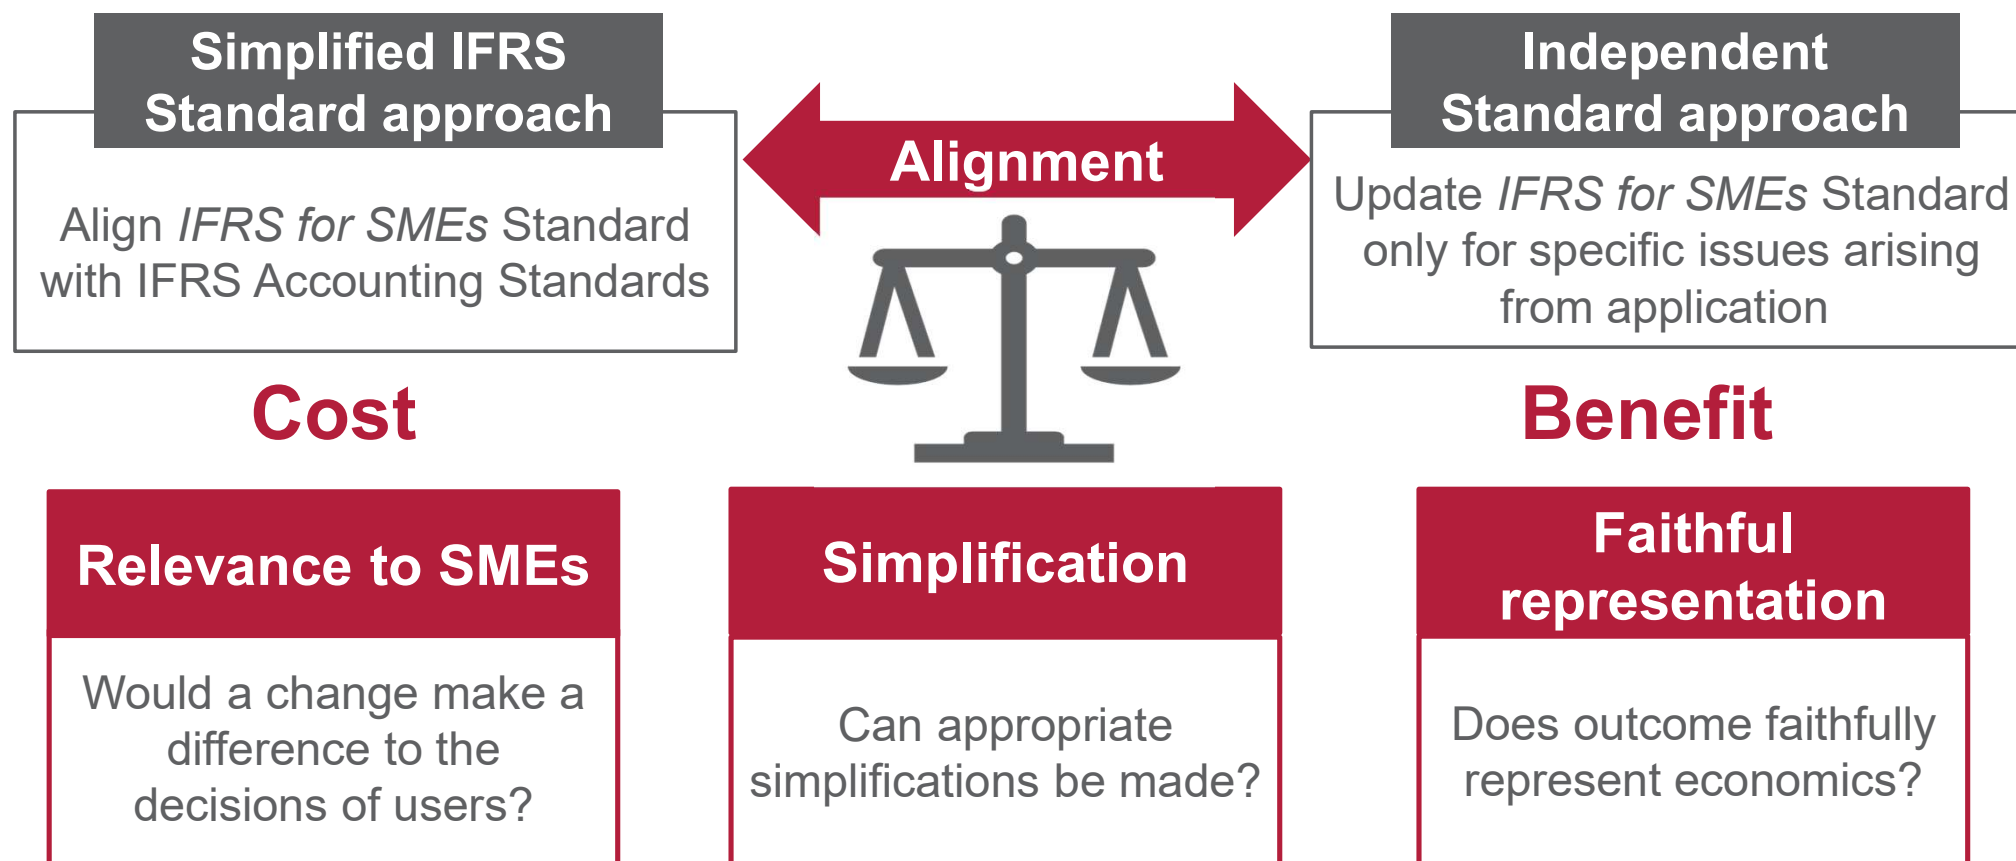 Simplified IFRS
Standard approach
Align IFRS for SMEs Standard
with IFRS Accounting Standards
Alignment
Independent
Standard approach
Update IFRS for SMEs Standard
only for specific issues arising
from application
Cost
Benefit
Relevance to SMEs
Would a change make a
difference to the
decisions of users?
Simplification
Can appropriate
simplifications be made?
Faithful
representation
Does outcome faithfully
represent economics?